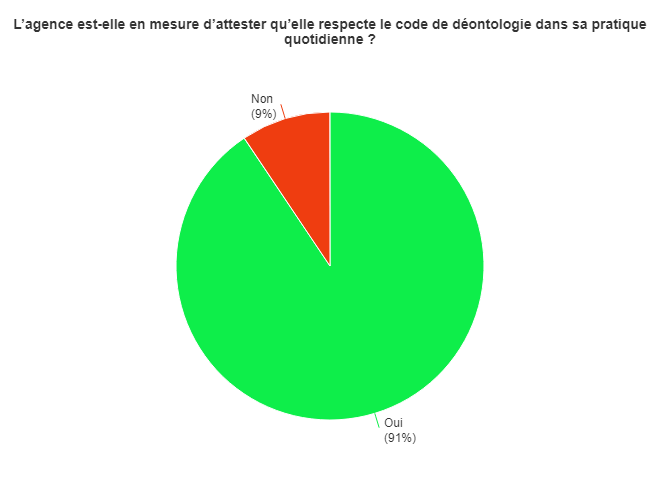 L’agence est-elle en mesure d’attester qu’elle respecte le code de déontologie dans sa pratique
quotidienne ?
Non
(9%)
Oui
(91%)